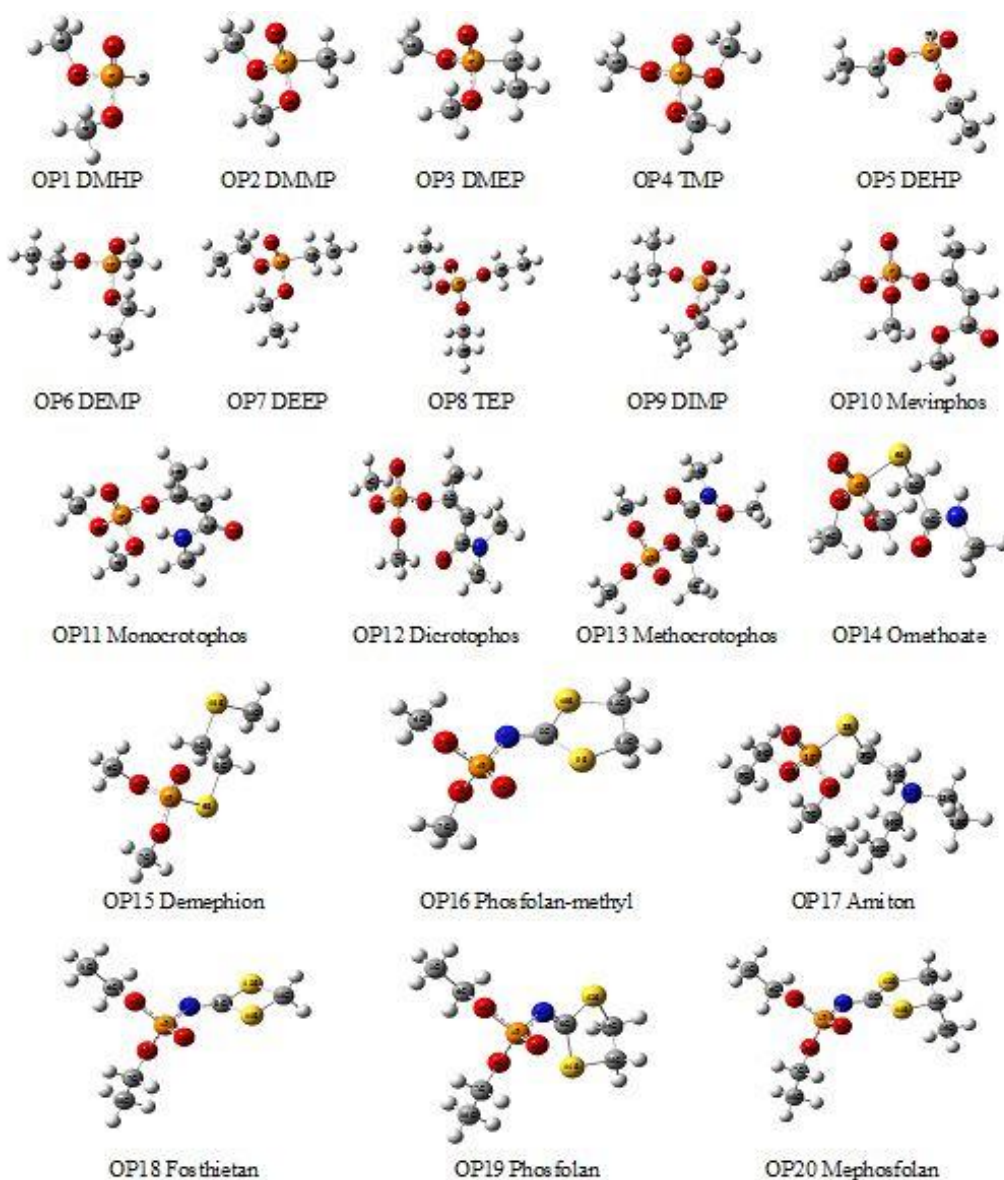 OP1 DMHP
OP2 DMMP
OP3 DMEP
OP4 TMP
OP5 DEHP
OP6 DEMP
OP7 DEEP
OP8 TEP
OP9 DIMP
OP10 Mevinphos
OP11 Monocrotophos
OP12 Dicrotophos
OP13 Methocrotophos
OP14 Omethoate
OP15 Demephion
OP16 Phosfolan-methyl
OP17 Amiton
OP18 Fosthietan
OP19 Phosfolan
OP20 Mephosfolan